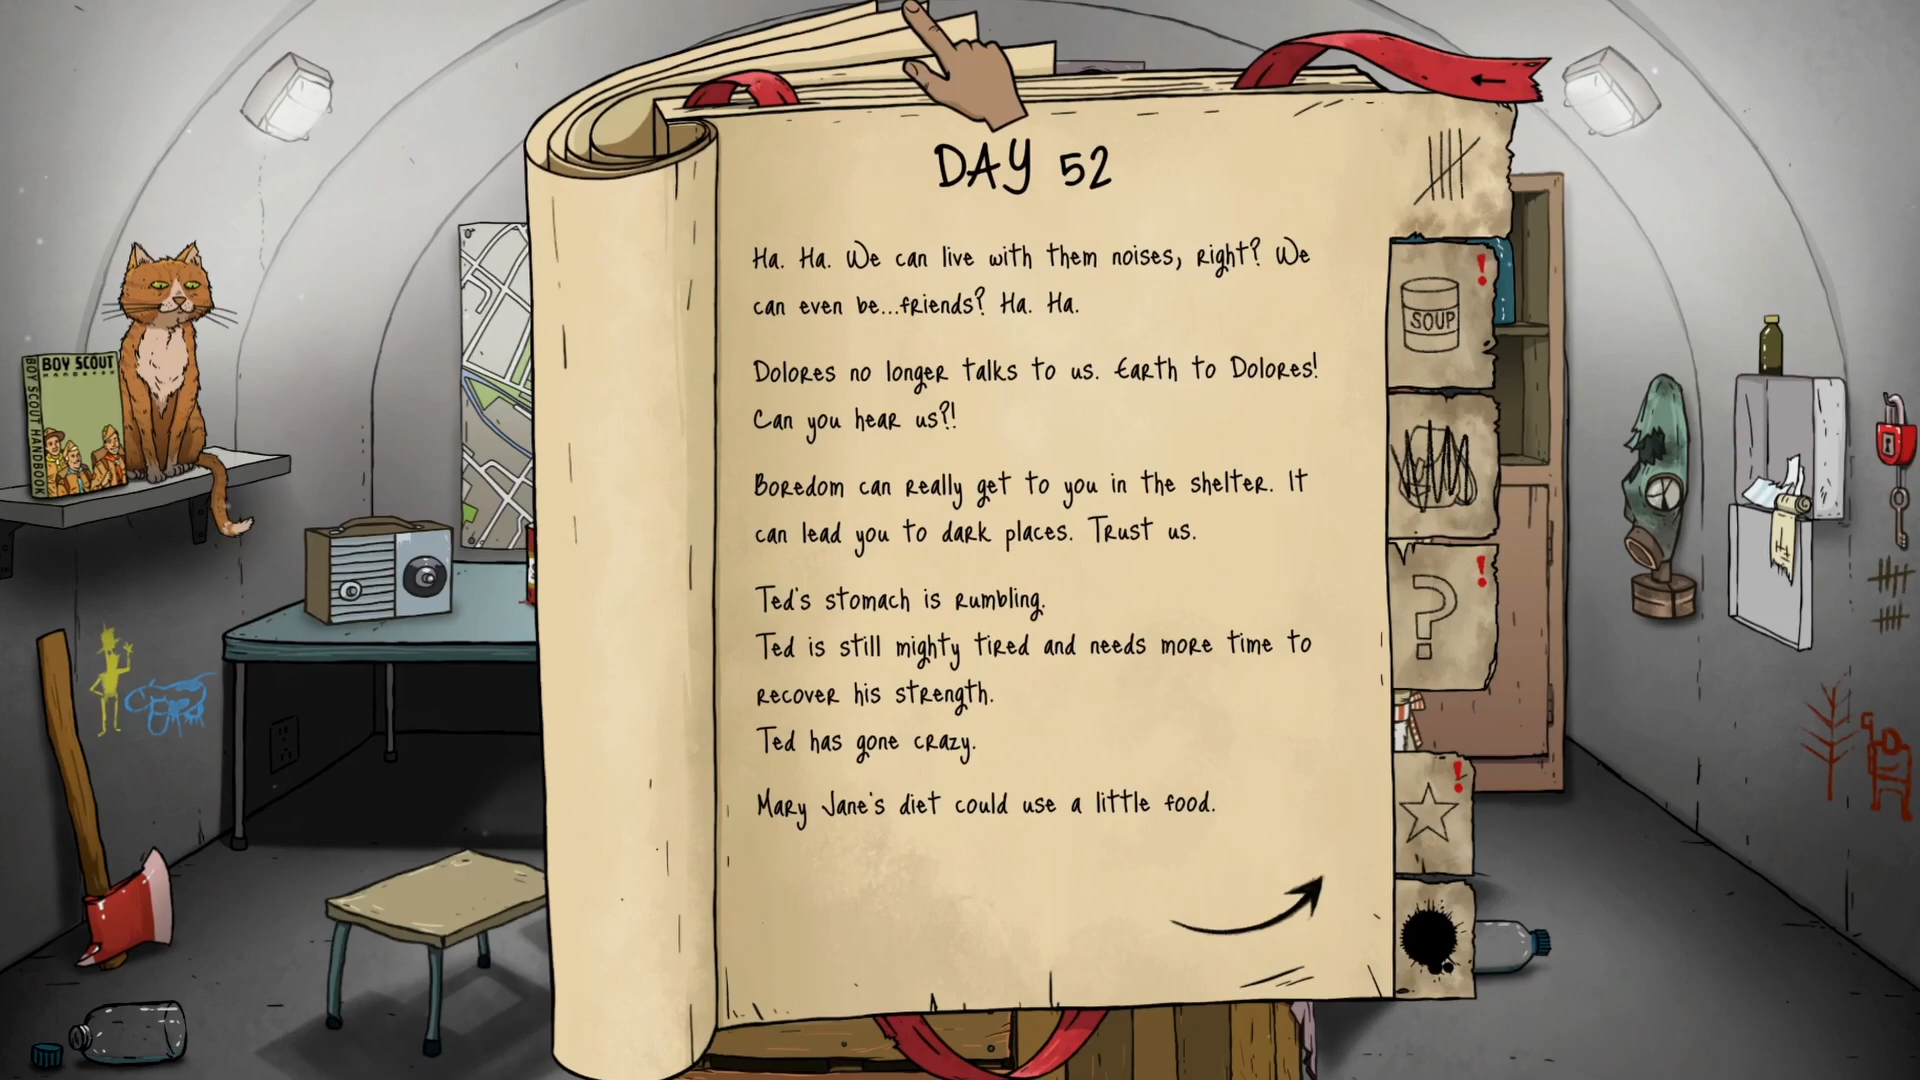 DAY 52
Ha. Ha. We can live with them noises, right? We
can even be...friends? Ha. Ha.
Dolores no longer talks to us. Earth to Dolores!
Can you hear us?!
Boredom can really get to you in the shelter. It
can lead you to dark places. Trust us.
Ted's stomach is rumbling.
Ted is still mighty tired and needs more time to
recover his strength.
Ted has gone crazy.
Mary Jane's diet could use a little food.
!
SOUP
!
?
!
BOY SCOUT
HANDBOOK
BOY SCOUT HANDBOOK